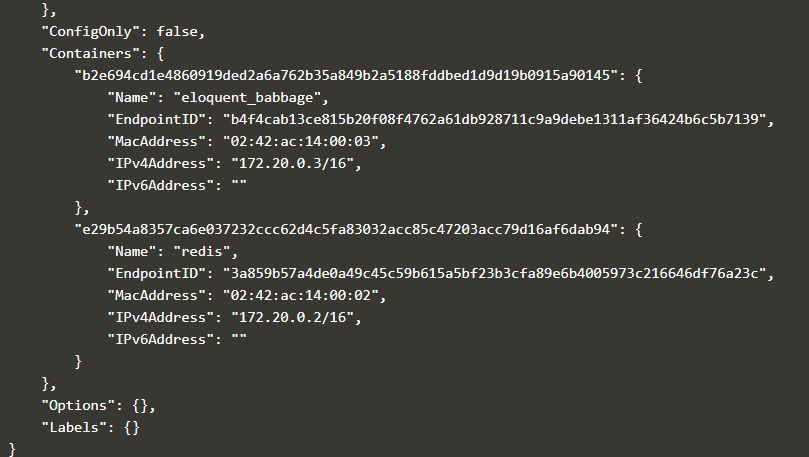 },
"ConfigOnly": false,
"Containers": {
"b2e694cd1e4860919ded2a6a762b35a849b2a5188fddbed1d9d19b0915a90145": {
"Name": "eloquent_babbage",
"EndpointID": "b4f4cab13ce815b20f08f4762a61db928711c9a9debe1311af36424b6c5b7139",
"MacAddress": "02:42:ac:14:00:03",
"IPv4Address": "172.20.0.3/16",
"IPv6Address": ""
},
"e29b54a8357ca6e037232ccc62d4c5fa83032acc85c47203acc79d16af6dab94": {
"Name": "redis",
"EndpointID": "3a859b57a4de0a49c45c59b615a5bf23b3cfa89e6b4005973c216646df76a23c",
"MacAddress": "02:42:ac:14:00:02",
"IPv4Address": "172.20.0.2/16",
"IPv6Address": ""
}
},
"Options": {},
"Labels": {}
}